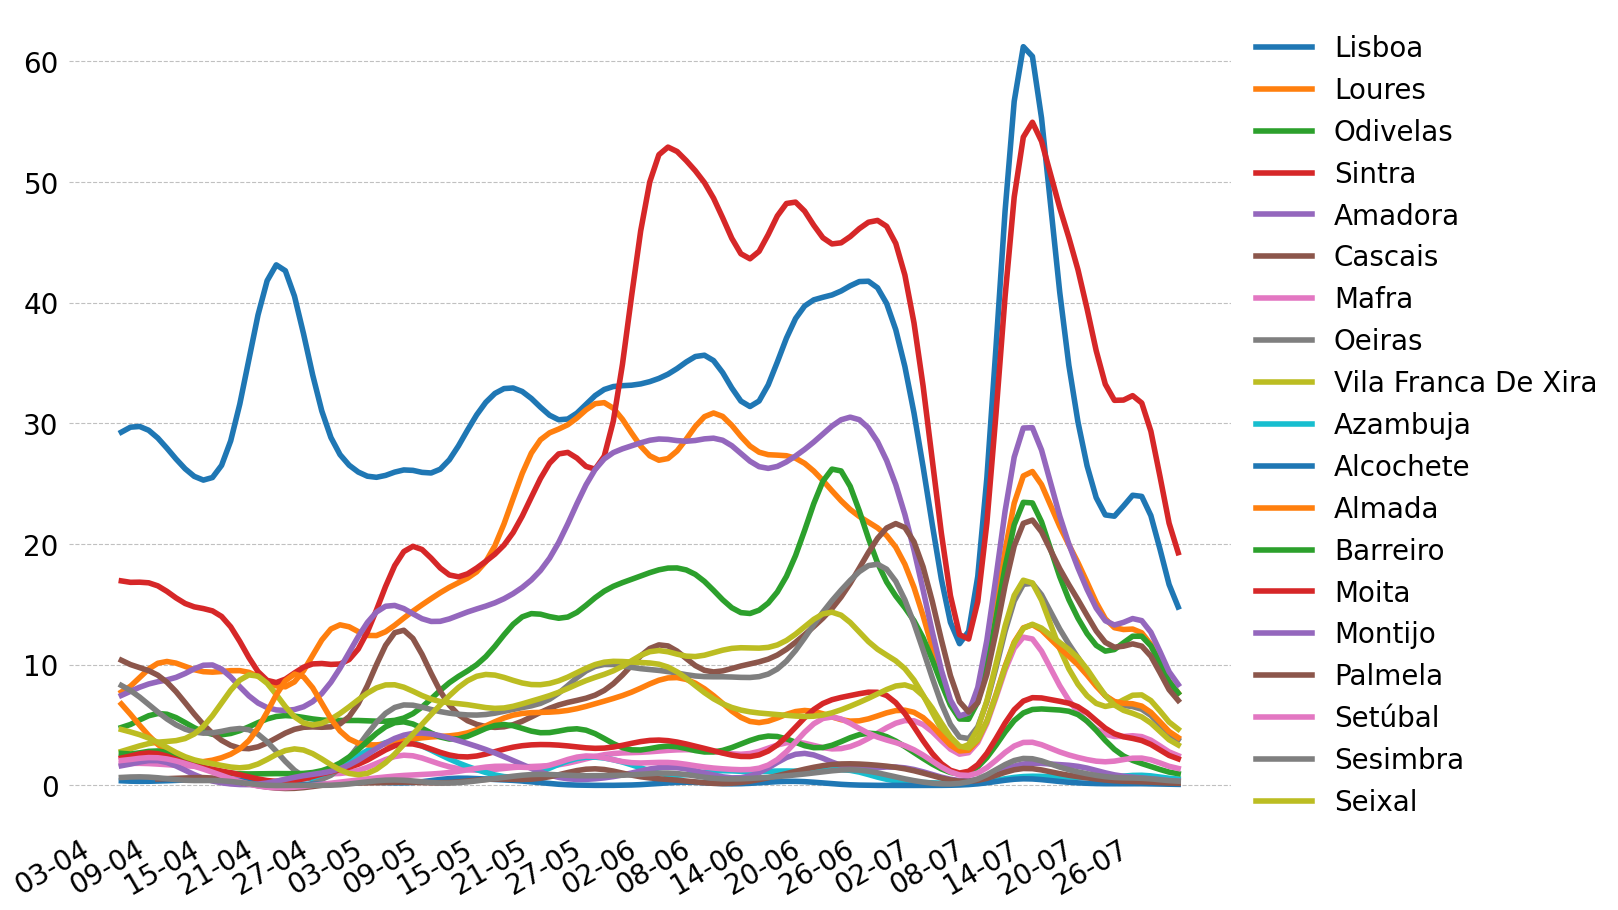 60
50
40
30
20
10
0
03-04
09-04
15-04
21-04
27-04
03-05
09-05
15-05
21-05
27-05
02-06
08-06
14-06
20-06
26-06
02-07
08-07
14-07
20-07
26-07
Lisboa
Loures
Odivelas
Sintra
Amadora
Cascais
Mafra
Oeiras
Vila Franca De Xira
Azambuja
Alcochete
Almada
Barreiro
Moita
Montijo
Palmela
Setúbal
Sesimbra
Seixal